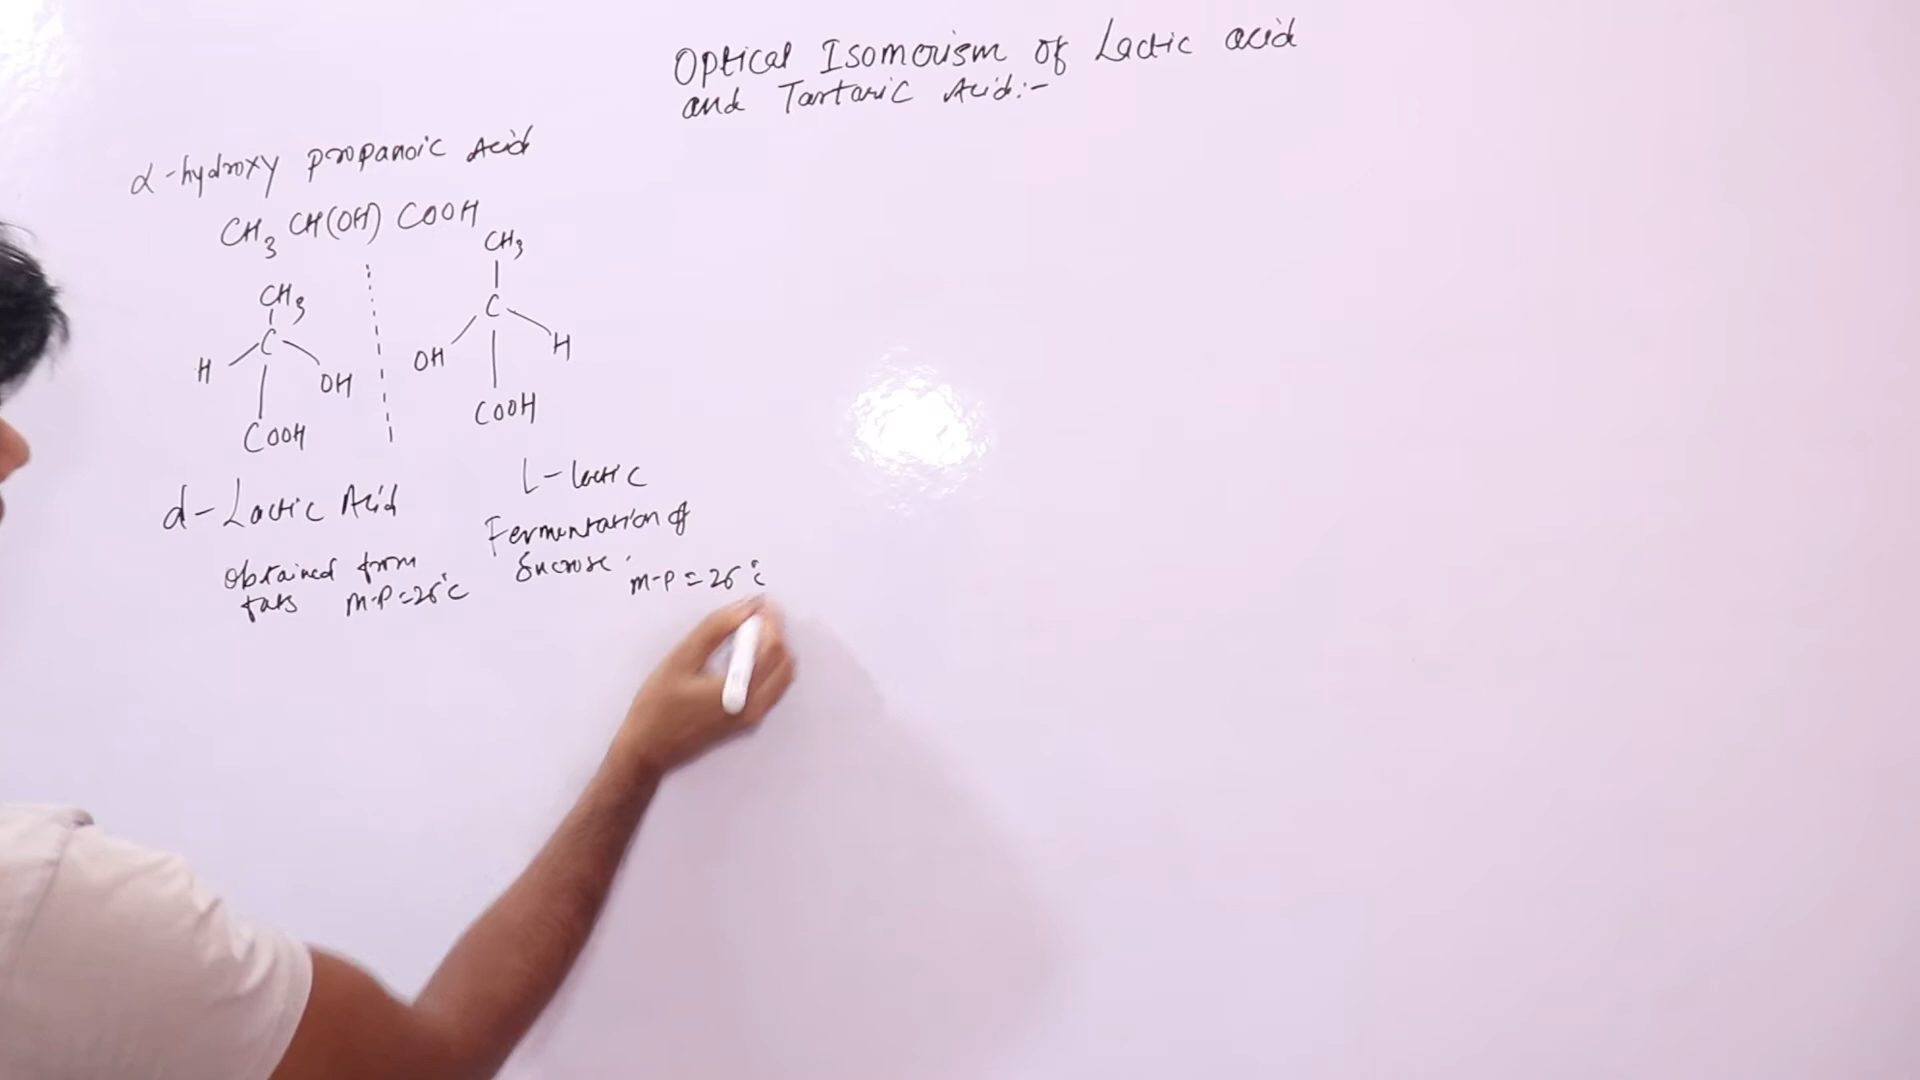 Optical Isomerism of Lactic acid
and Tartaric Acid:-
α-hydroxy propanoic Acid
CH3 CH(OH) COOH
CH3
C
H
OH
COOH
CH3
C
OH
H
COOH
d-Lactic Acid
obtained from
fats M.P=26°C
L-lactic
Fermentation of
Sucrose.
m-p = 26°C